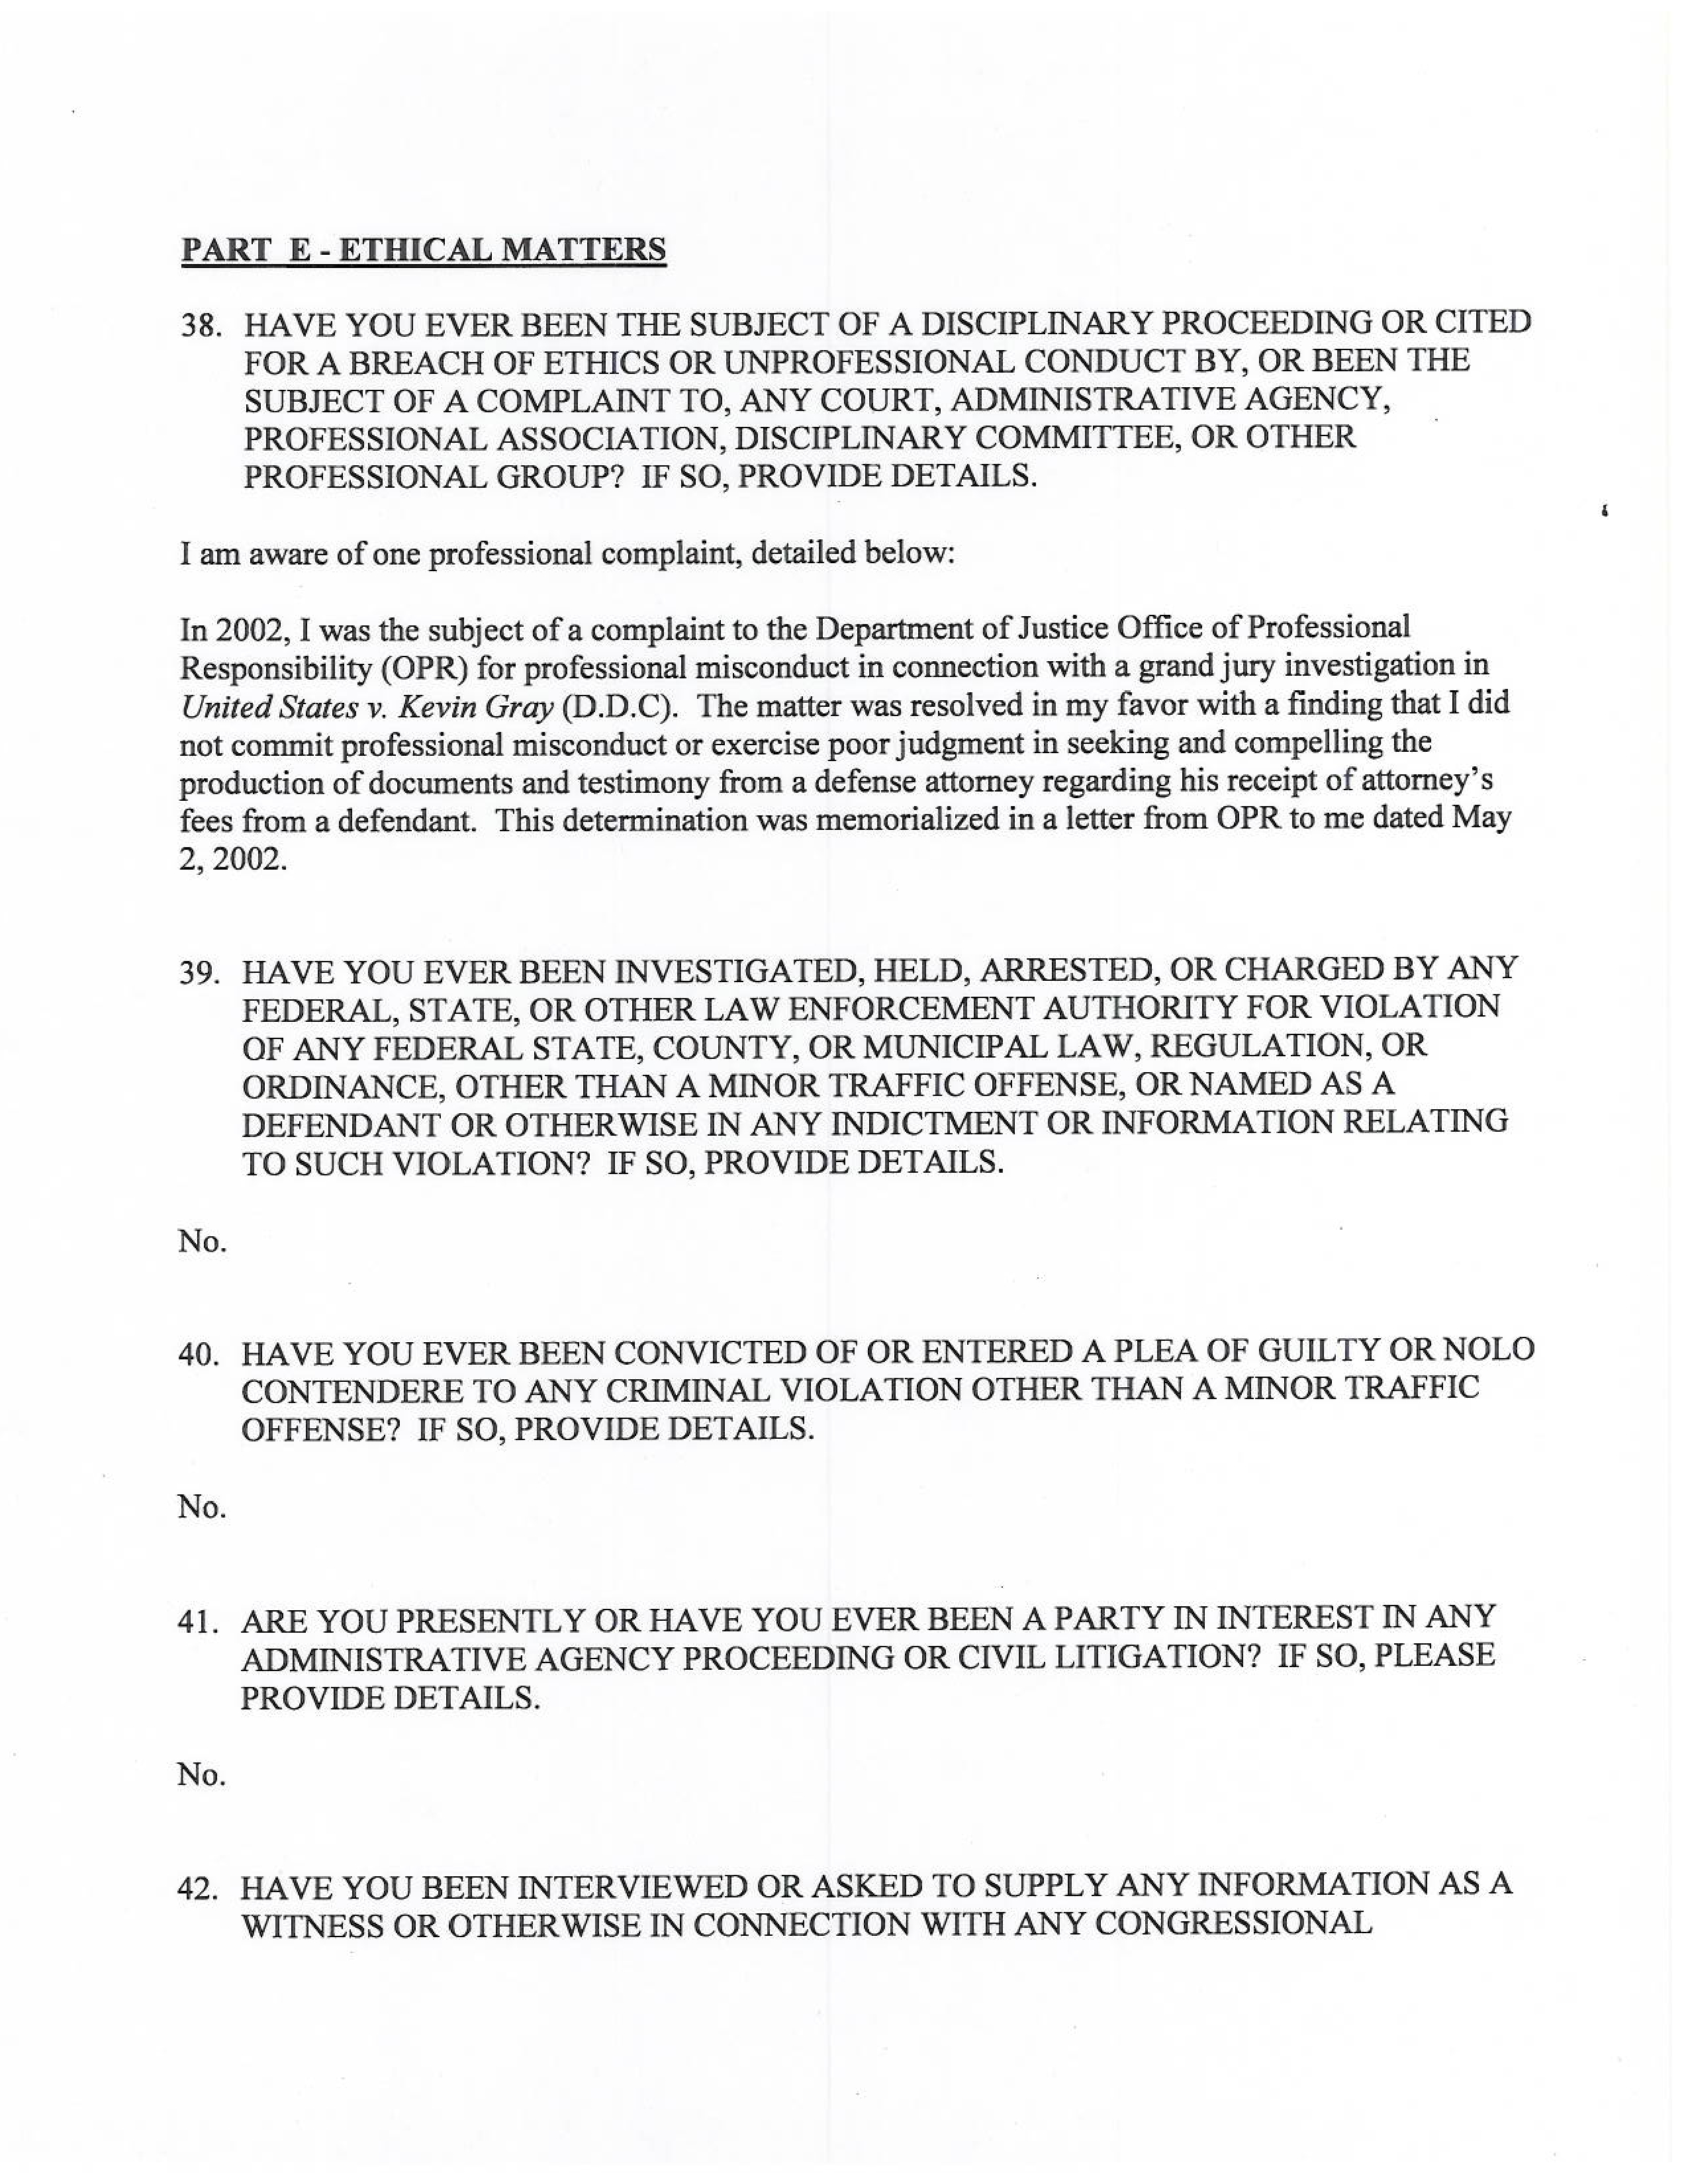 PART E - ETHICAL MATTERS
38. HAVE YOU EVER BEEN THE SUBJECT OF A DISCIPLINARY PROCEEDING OR CITED
FOR A BREACH OF ETHICS OR UNPROFESSIONAL CONDUCT BY, OR BEEN THE
SUBJECT OF A COMPLAINT TO, ANY COURT, ADMINISTRATIVE AGENCY,
PROFESSIONAL ASSOCIATION, DISCIPLINARY COMMITTEE, OR OTHER
PROFESSIONAL GROUP? IF SO, PROVIDE DETAILS.
I am aware of one professional complaint, detailed below:
In 2002, I was the subject of a complaint to the Department of Justice Office of Professional
Responsibility (OPR) for professional misconduct in connection with a grand jury investigation in
United States v. Kevin Gray (D.D.C). The matter was resolved in my favor with a finding that I did
not commit professional misconduct or exercise poor judgment in seeking and compelling the
production of documents and testimony from a defense attorney regarding his receipt of attorney's
fees from a defendant. This determination was memorialized in a letter from OPR to me dated May
2, 2002.
39. HAVE YOU EVER BEEN INVESTIGATED, HELD, ARRESTED, OR CHARGED BY ANY
FEDERAL, STATE, OR OTHER LAW ENFORCEMENT AUTHORITY FOR VIOLATION
OF ANY FEDERAL STATE, COUNTY, OR MUNICIPAL LAW, REGULATION, OR
ORDINANCE, OTHER THAN A MINOR TRAFFIC OFFENSE, OR NAMED AS A
DEFENDANT OR OTHERWISE IN ANY INDICTMENT OR INFORMATION RELATING
TO SUCH VIOLATION? IF SO, PROVIDE DETAILS.
No.
40. HAVE YOU EVER BEEN CONVICTED OF OR ENTERED A PLEA OF GUILTY OR NOLO
CONTENDERE TO ANY CRIMINAL VIOLATION OTHER THAN A MINOR TRAFFIC
OFFENSE? IF SO, PROVIDE DETAILS.
No.
41. ARE YOU PRESENTLY OR HAVE YOU EVER BEEN A PARTY IN INTEREST IN ANY
ADMINISTRATIVE AGENCY PROCEEDING OR CIVIL LITIGATION? IF SO, PLEASE
PROVIDE DETAILS.
No.
42. HAVE YOU BEEN INTERVIEWED OR ASKED TO SUPPLY ANY INFORMATION AS A
WITNESS OR OTHERWISE IN CONNECTION WITH ANY CONGRESSIONAL